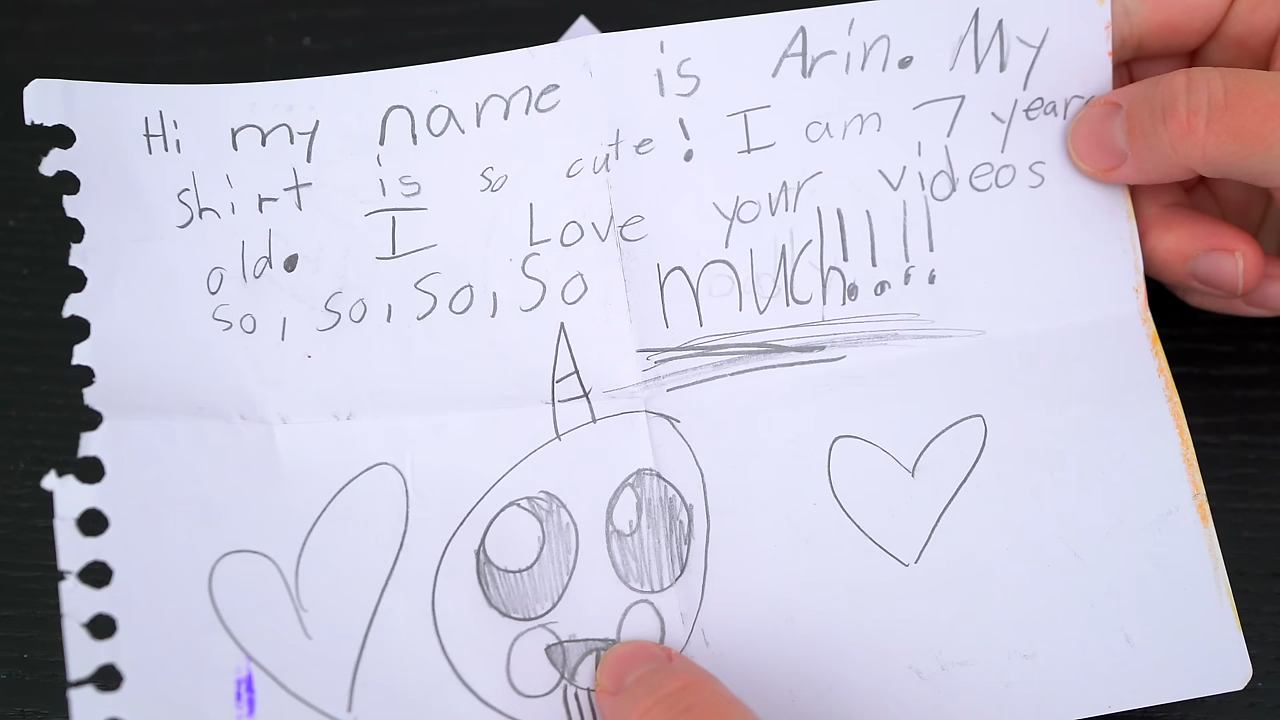 Hi my name is Arin. My
shirt is so cute! I am 7 year
old. I Love your videos
so, so, so, So much!!!!!